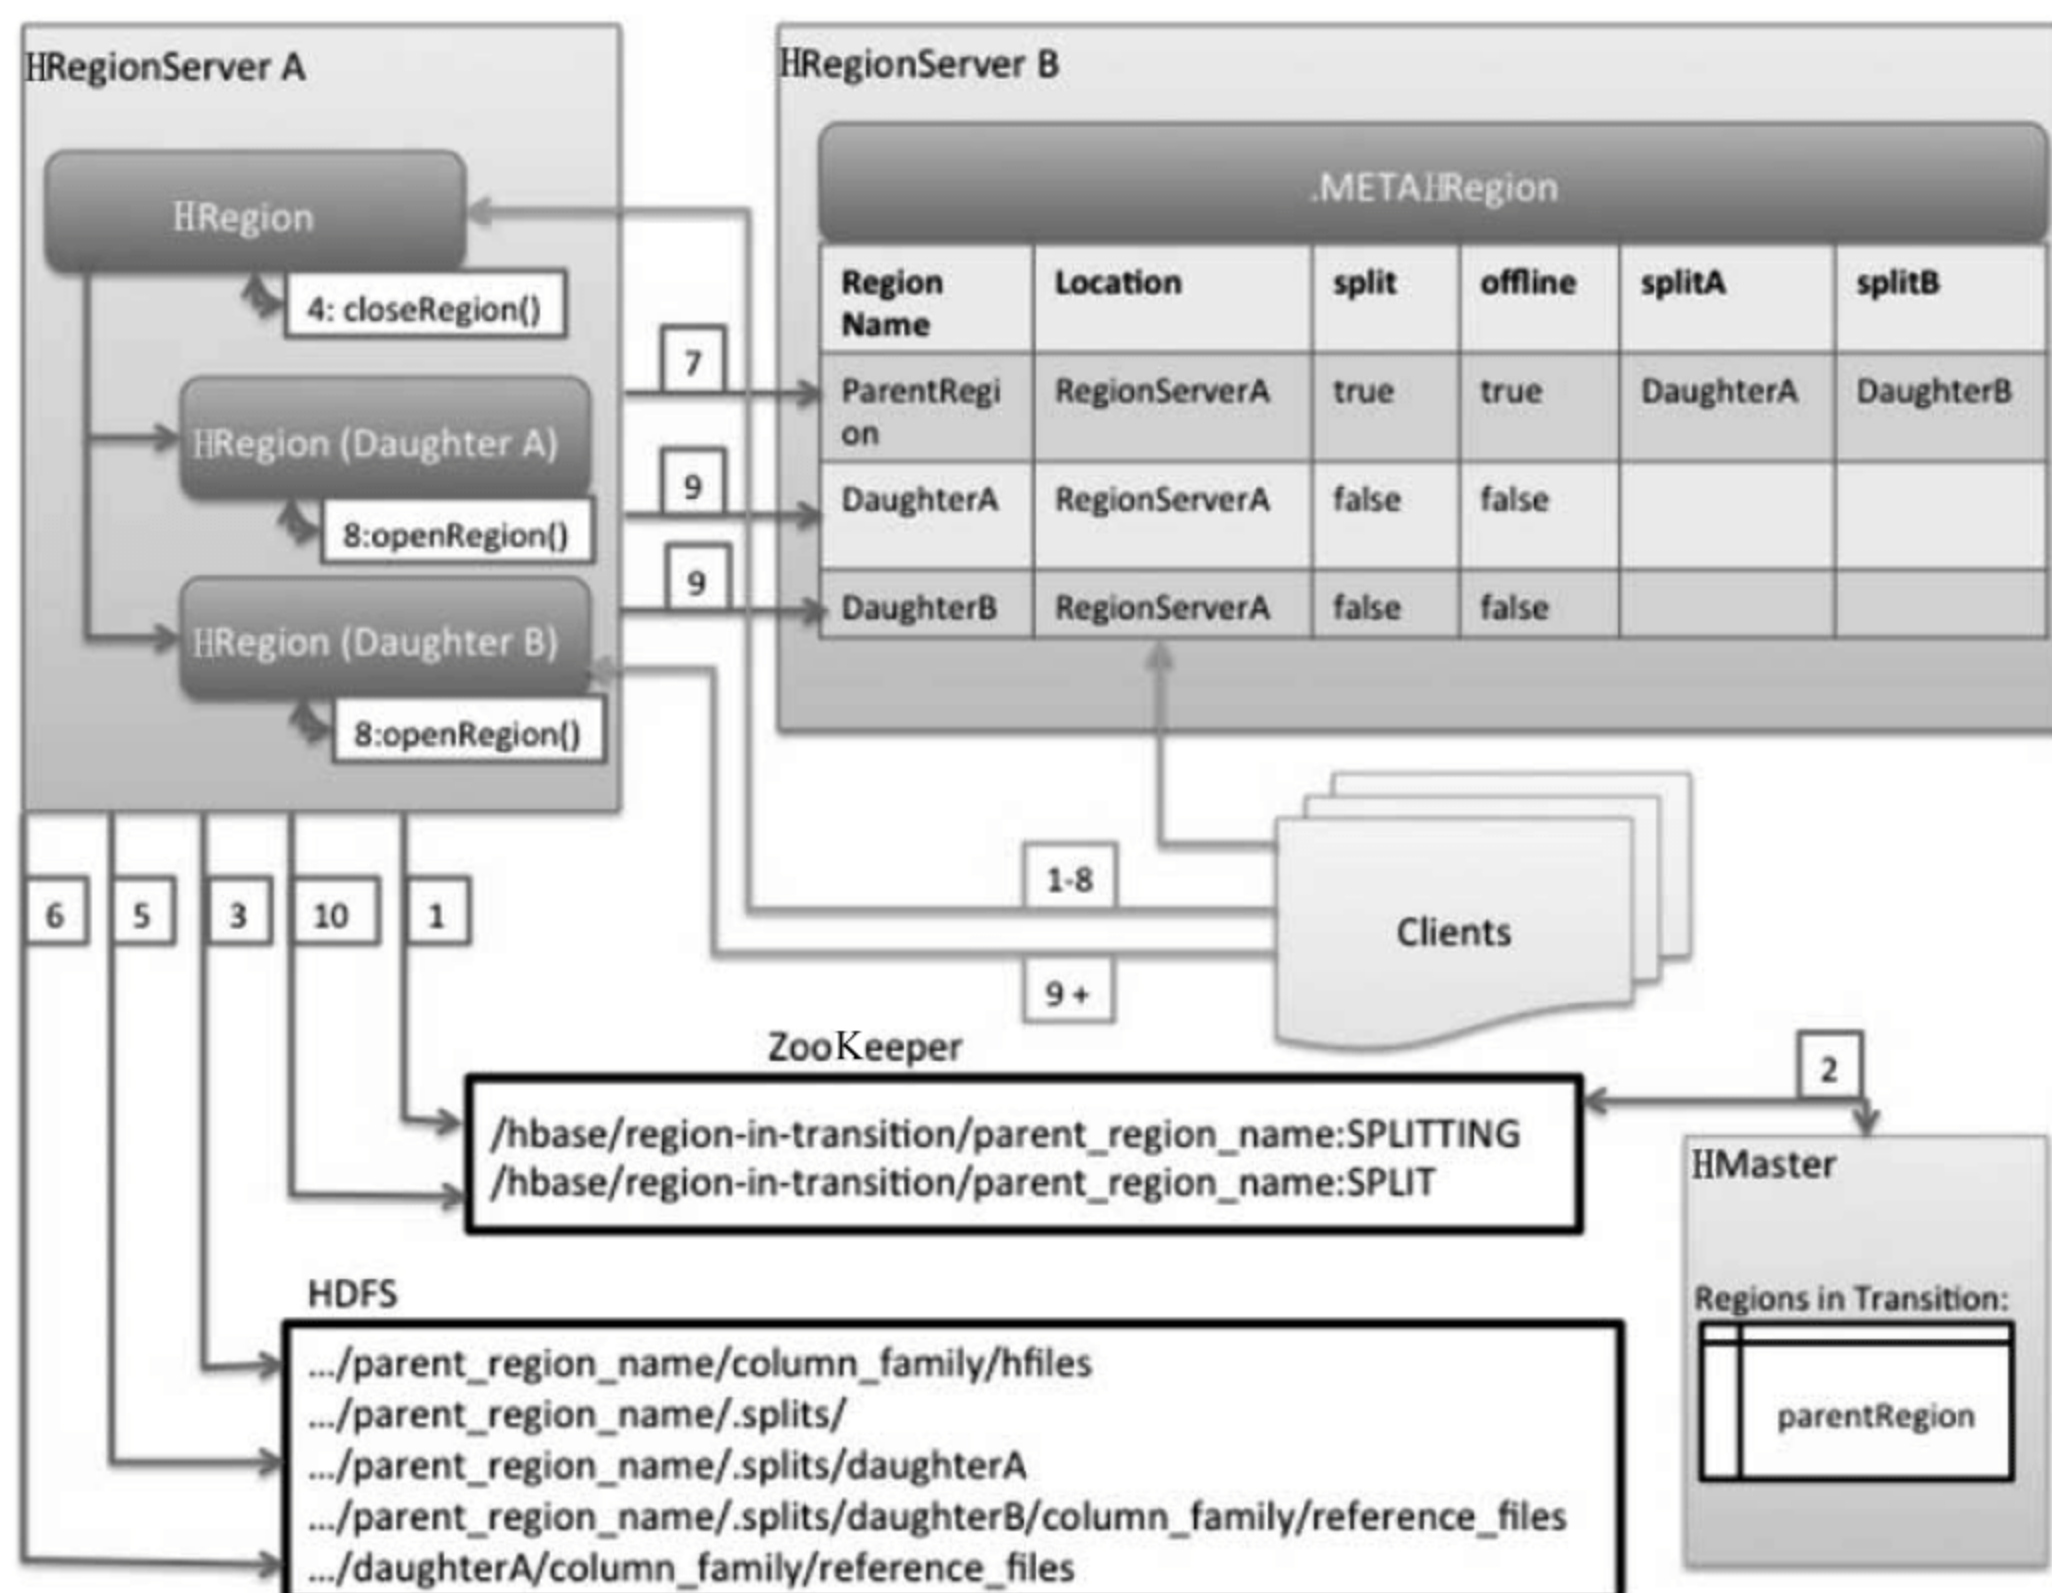 HRegionServer A
HRegion
4: closeRegion()
HRegion (Daughter A)
8:openRegion()
HRegion (Daughter B)
8:openRegion()
7
9
9
HRegionServer B
.META.HRegion
Region Name Location split offline splitA splitB
ParentRegi
on RegionServerA true true DaughterA DaughterB
DaughterA RegionServerA false false
DaughterB RegionServerA false false
6 5 3 10 1
1-8
9 +
Clients
ZooKeeper
/hbase/region-in-transition/parent_region_name:SPLITTING
/hbase/region-in-transition/parent_region_name:SPLIT
2
HMaster
Regions in Transition:
parentRegion
HDFS
.../parent_region_name/column_family/hfiles
.../parent_region_name/.splits/
.../parent_region_name/.splits/daughterA
.../parent_region_name/.splits/daughterB/column_family/reference_files
.../daughterA/column_family/reference_files